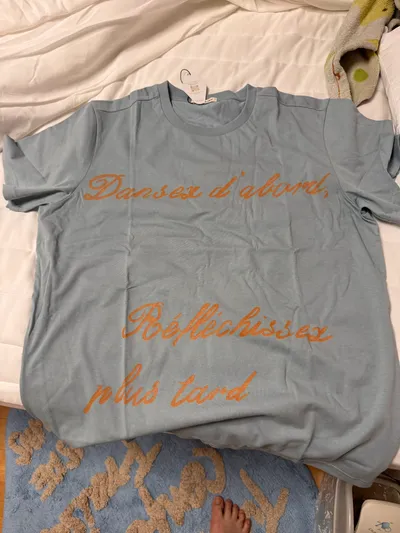 Dansez d'abord,
Réfléchissez
plus tard